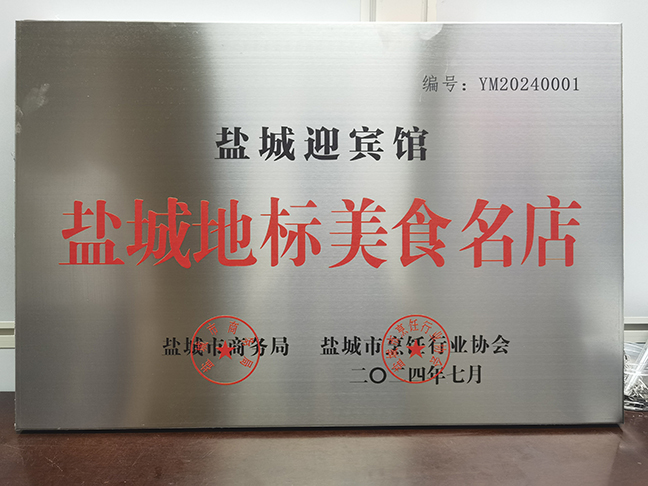 编号：YM20240001
盐城迎宾馆
盐城地标美食名店
盐城市商务局 盐城市烹饪行业协会
二〇二四年七月